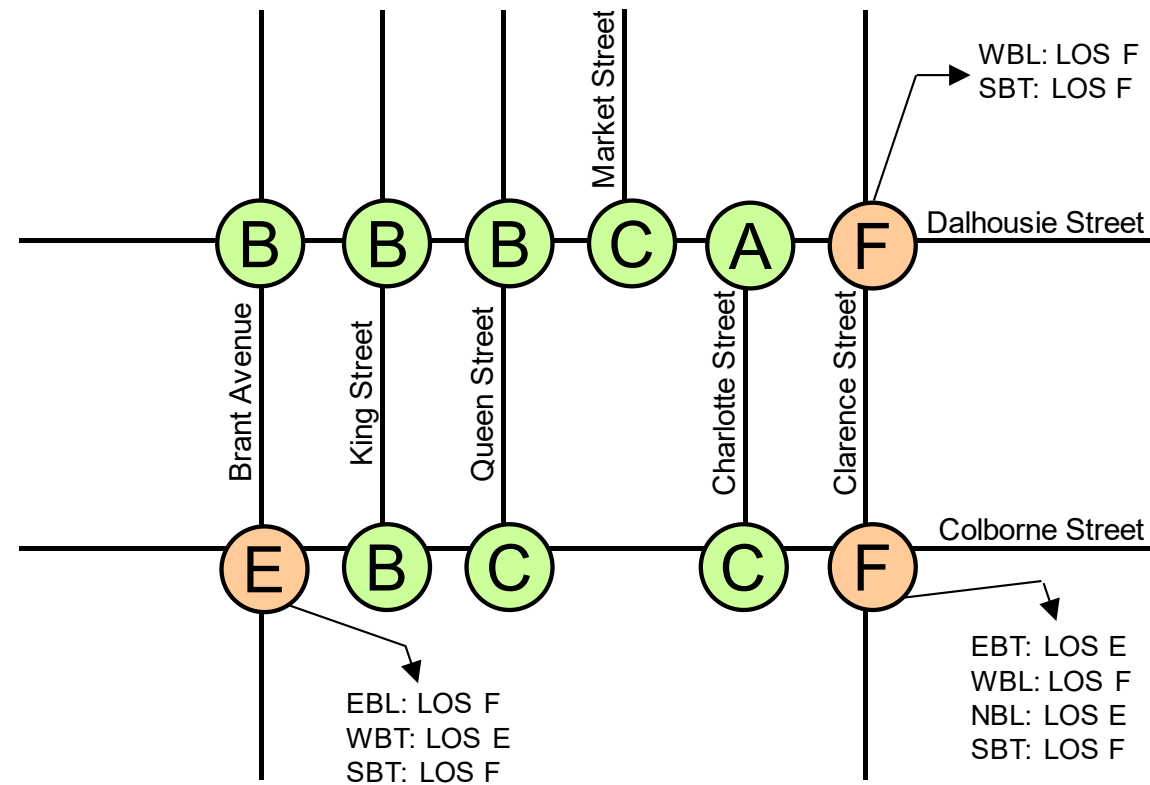 Market Street
WBL: LOS F
SBT: LOS F
Dalhousie Street
B
B
B
C
A
F
Brant Avenue
King Street
Queen Street
Charlotte Street
Clarence Street
Colborne Street
E
B
C
C
F
EBL: LOS F
WBT: LOS E
SBT: LOS F
EBT: LOS E
WBL: LOS F
NBL: LOS E
SBT: LOS F